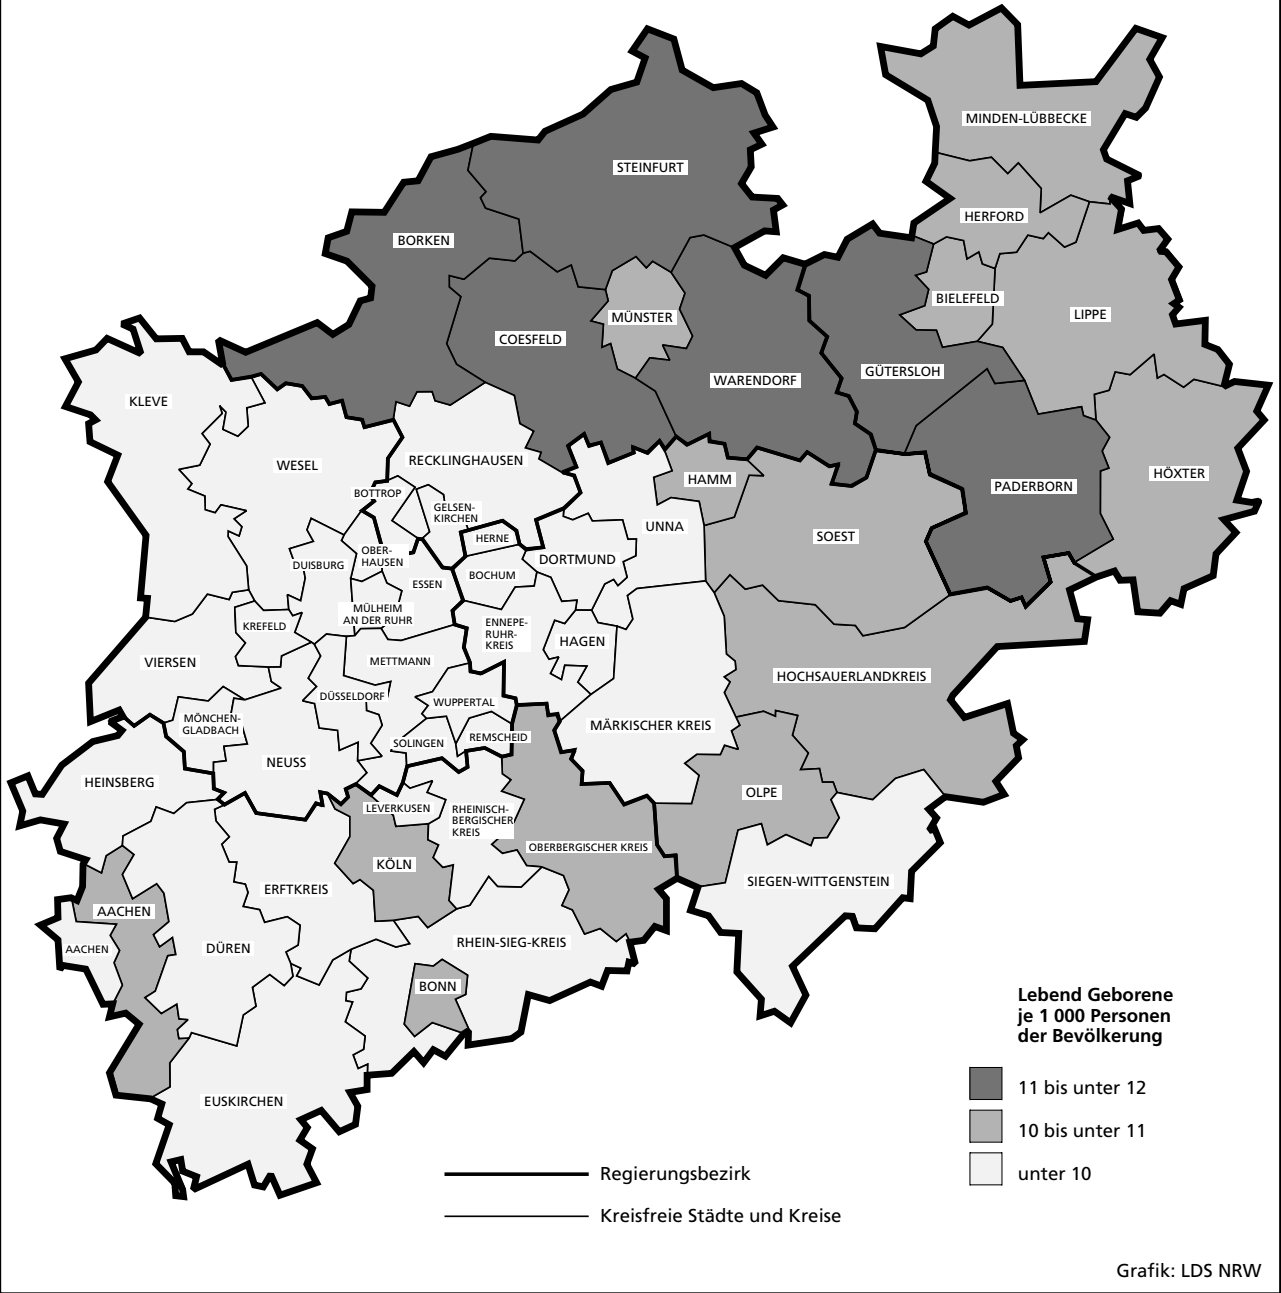 MINDEN-LÜBBECKE
STEINFURT
HERFORD
BORKEN
BIELEFELD
MÜNSTER
LIPPE
COESFELD
GÜTERSLOH
WARENDORF
KLEVE
RECKLINGHAUSEN
WESEL
HÖXTER
HAMM
PADERBORN
BOTTROP
GELSEN-
KIRCHEN
UNNA
SOEST
HERNE
OBER-
HAUSEN
DORTMUND
DUISBURG
BOCHUM
ESSEN
MÜLHEIM
AN DER RUHR
KREFELD
ENNEPE-
RUHR-
KREIS
HAGEN
VIERSEN
METTMANN
HOCHSAUERLANDKREIS
DÜSSELDORF
WUPPERTAL
MÖNCHEN-
GLADBACH
MÄRKISCHER KREIS
SOLINGEN
REMSCHEID
NEUSS
HEINSBERG
OLPE
LEVERKUSEN
RHEINISCH-
BERGISCHER
KREIS
OBERBERGISCHER KREIS
KÖLN
SIEGEN-WITTGENSTEIN
ERFTKREIS
AACHEN
RHEIN-SIEG-KREIS
AACHEN
DÜREN
BONN
EUSKIRCHEN
Lebend Geborene
je 1 000 Personen
der Bevölkerung
11 bis unter 12
10 bis unter 11
unter 10
Regierungsbezirk
Kreisfreie Städte und Kreise
Grafik: LDS NRW